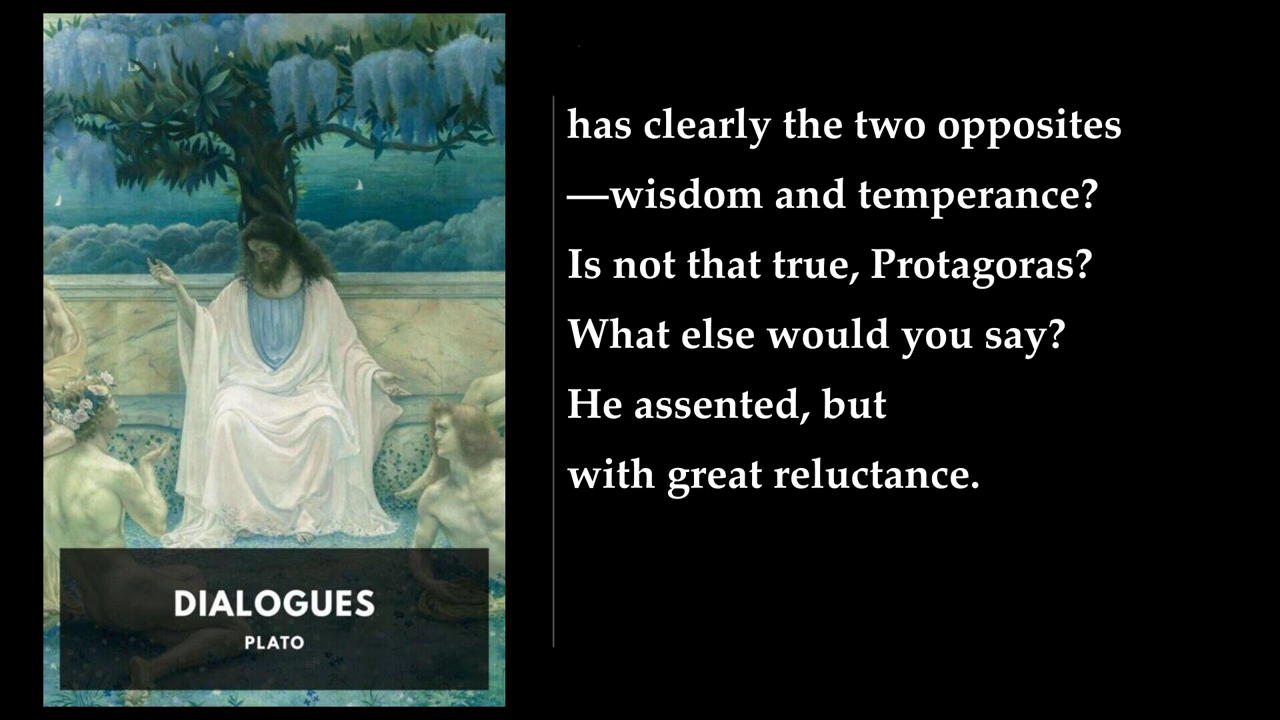 has clearly the two opposites
—wisdom and temperance?
Is not that true, Protagoras?
What else would you say?
He assented, but
with great reluctance.
DIALOGUES
PLATO